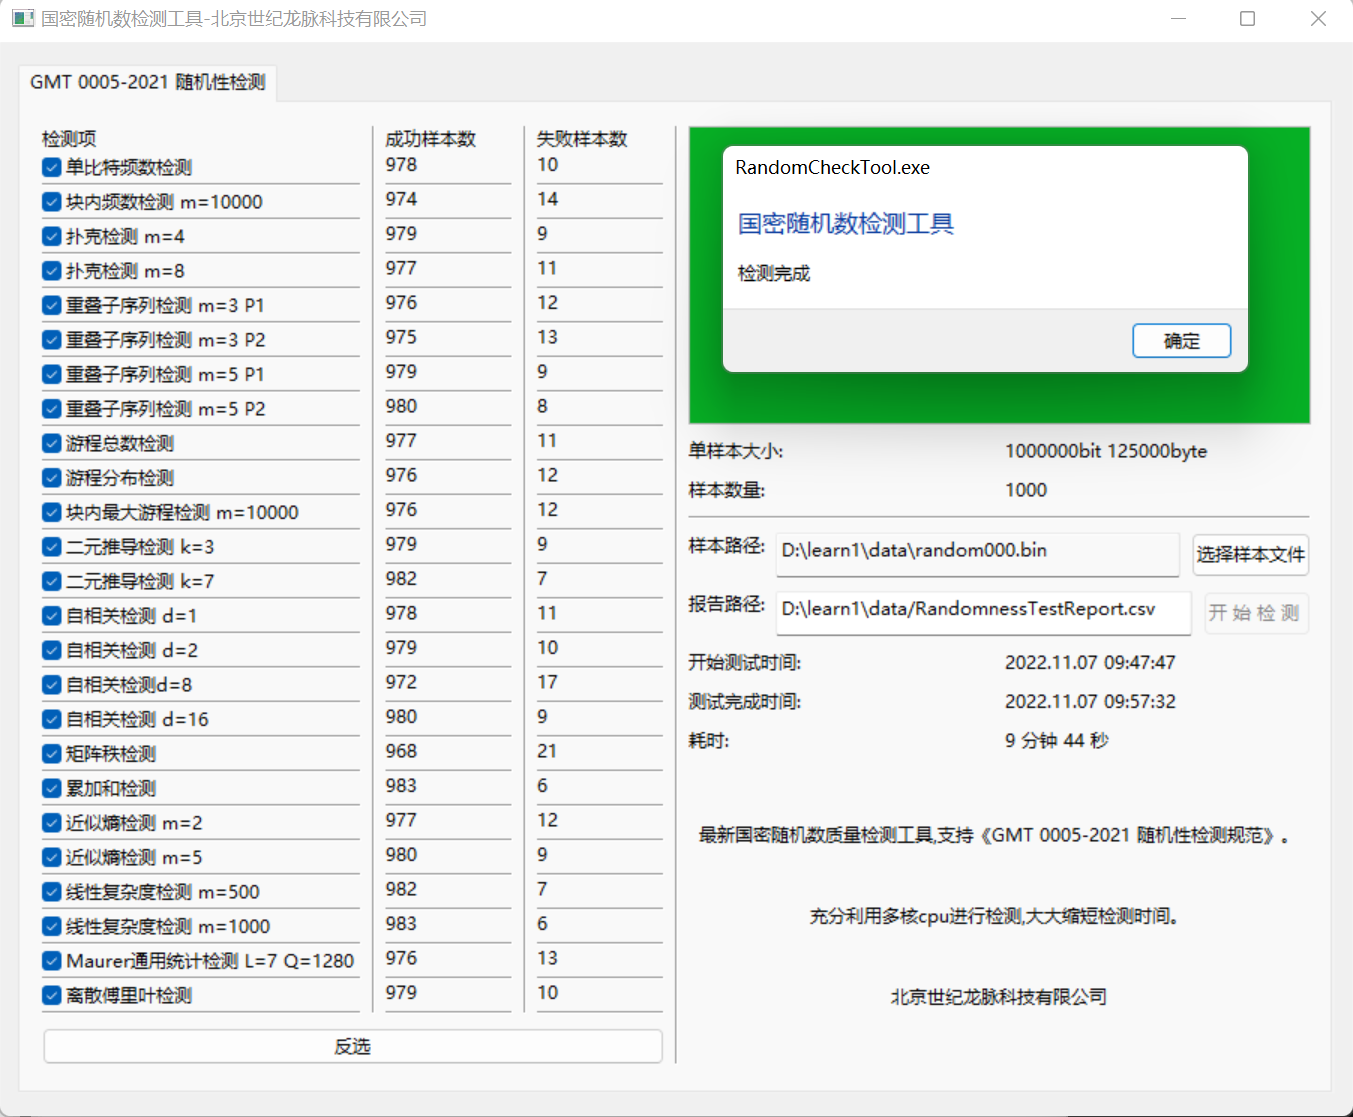 国密随机数检测工具-北京世纪龙脉科技有限公司
GMT 0005-2021 随机性检测
检测项 成功样本数 失败样本数
单比特频数检测 978 10
块内频数检测 m=10000 974 14
扑克检测 m=4 979 9
扑克检测 m=8 977 11
重叠子序列检测 m=3 P1 976 12
重叠子序列检测 m=3 P2 975 13
重叠子序列检测 m=5 P1 979 9
重叠子序列检测 m=5 P2 980 8
游程总数检测 977 11
游程分布检测 976 12
块内最大游程检测 m=10000 976 12
二元推导检测 k=3 979 9
二元推导检测 k=7 982 7
自相关检测 d=1 978 11
自相关检测 d=2 979 10
自相关检测d=8 972 17
自相关检测 d=16 980 9
矩阵秩检测 968 21
累加和检测 983 6
近似熵检测 m=2 977 12
近似熵检测 m=5 980 9
线性复杂度检测 m=500 982 7
线性复杂度检测 m=1000 983 6
Maurer通用统计检测 L=7 Q=1280 976 13
离散傅里叶检测 979 10
反选
RandomCheckTool.exe
国密随机数检测工具
检测完成
确定
单样本大小: 1000000bit 125000byte
样本数量: 1000
样本路径: D:\learn1\data\random000.bin 选择样本文件
报告路径: D:\learn1\data/RandomnessTestReport.csv 开 始 检 测
开始测试时间: 2022.11.07 09:47:47
测试完成时间: 2022.11.07 09:57:32
耗时: 9 分钟 44 秒
最新国密随机数质量检测工具,支持《GMT 0005-2021 随机性检测规范》。
充分利用多核cpu进行检测,大大缩短检测时间。
北京世纪龙脉科技有限公司